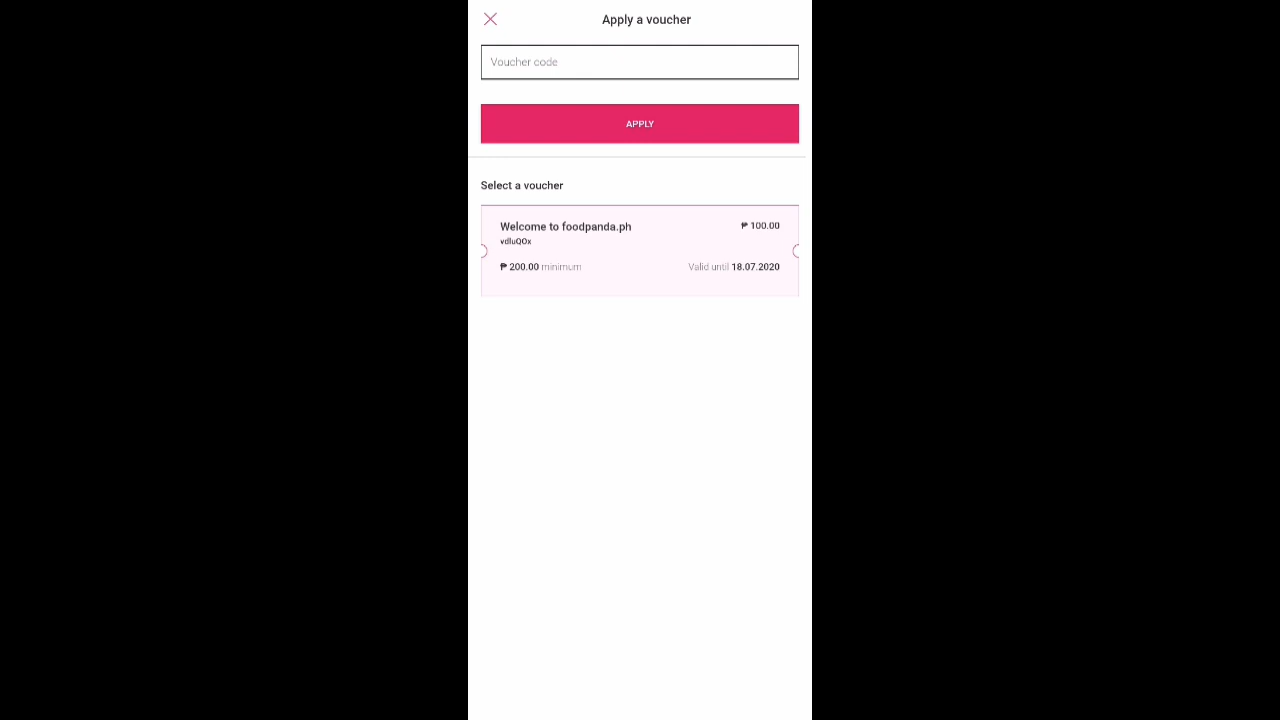 Apply a voucher
Voucher code
APPLY
Select a voucher
Welcome to foodpanda.ph ₱ 100.00
vdluQOx
₱ 200.00 minimum Valid until 18.07.2020